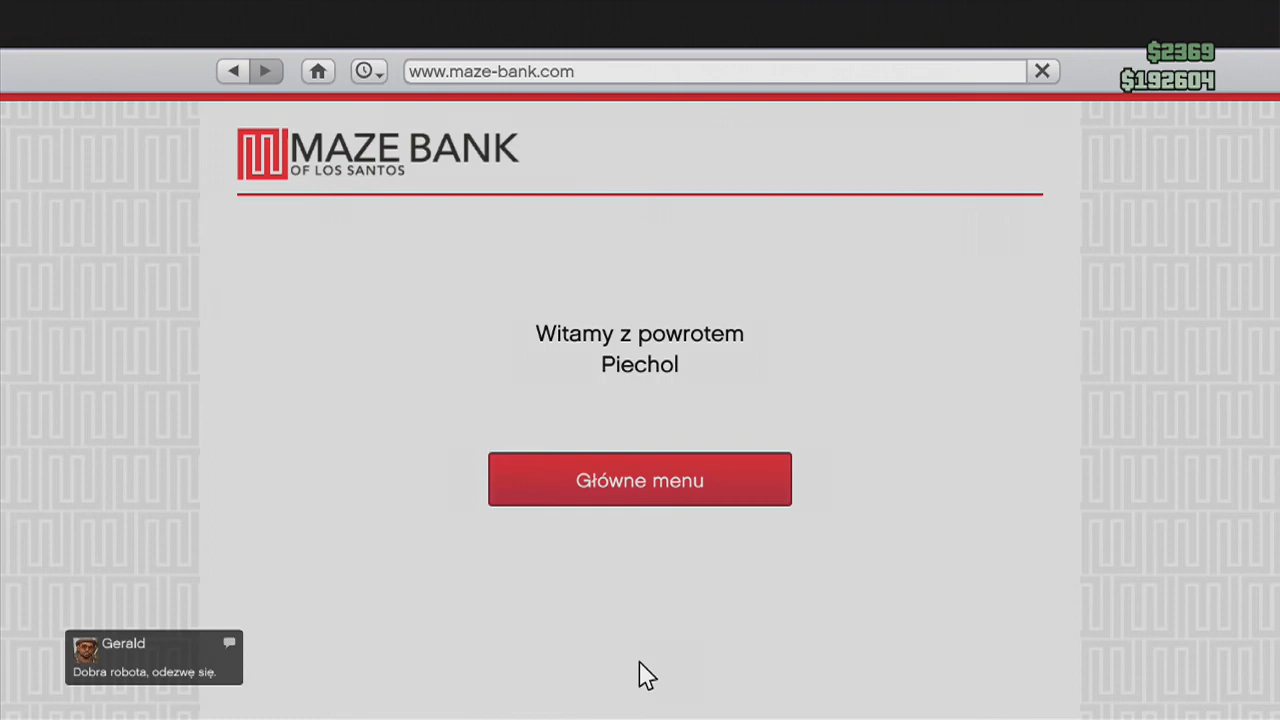 www.maze-bank.com
$2369
$192604
MAZE BANK
OF LOS SANTOS
Witamy z powrotem
Piechol
Główne menu
Gerald
Dobra robota, odezwę się.